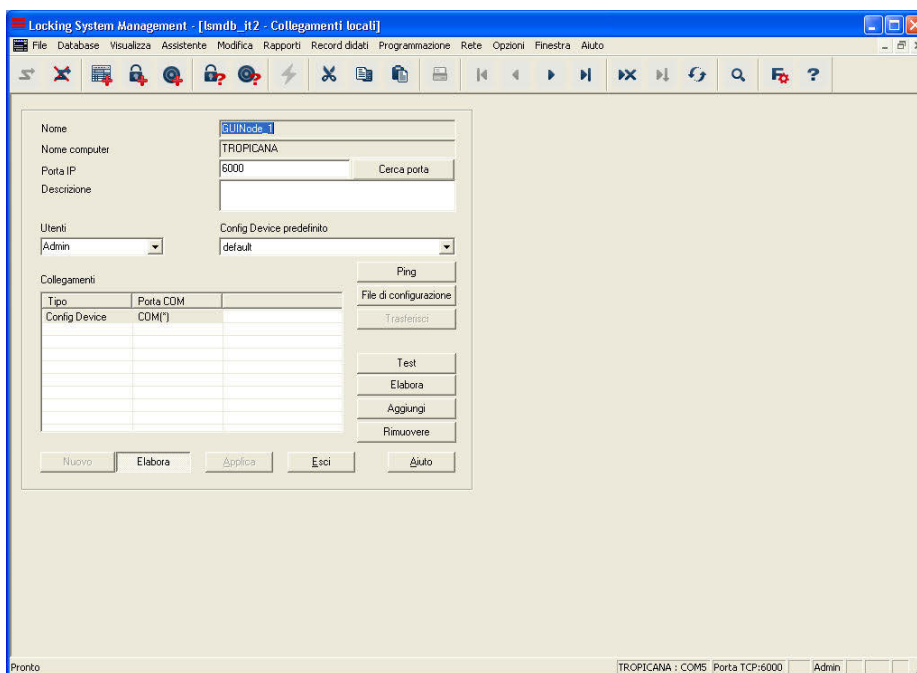 Locking System Management - [lsmdb_it2 - Collegamenti locali]
File Database Visualizza Assistente Modifica Rapporti Record didati Programmazione Rete Opzioni Finestra Aiuto
Nome GUINode_1
Nome computer TROPICANA
Porta IP 6000 Cerca porta
Descrizione
Utenti Config Device predefinito
Admin default
Ping
Collegamenti
File di configurazione
Tipo Porta COM
Config Device COM(*)
Trasferisci
Test
Elabora
Aggiungi
Rimuovere
Nuovo Elabora Applica Esci Aiuto
Pronto TROPICANA : COM5 Porta TCP:6000 Admin